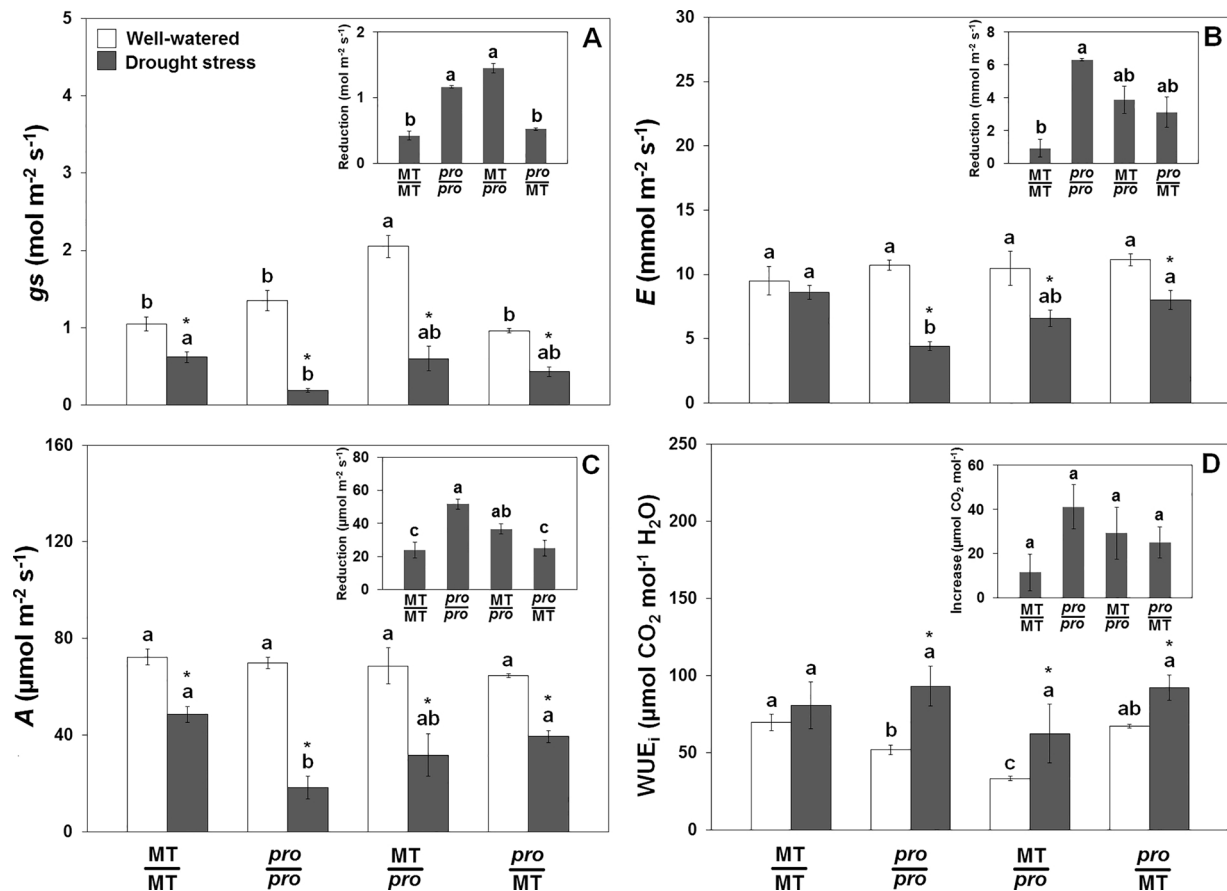 A
Well-watered
Drought stress
gs (mol m⁻² s⁻¹)
5
4
3
2
1
0
b
*
a
b
*
b
a
*
ab
b
*
ab
Reduction (mol m⁻² s⁻¹)
2
1
0
b
a
a
b
MT
MT
pro
pro
MT
pro
pro
MT
B
E (mmol m⁻² s⁻¹)
30
25
20
15
10
5
0
a
a
a
*
b
a
*
ab
a
*
a
Reduction (mmol m⁻² s⁻¹)
8
6
4
2
0
b
a
ab
ab
MT
MT
pro
pro
MT
pro
pro
MT
C
A (µmol m⁻² s⁻¹)
160
120
80
40
0
a
*
a
a
*
b
a
*
ab
a
*
a
Reduction (µmol m⁻² s⁻¹)
80
60
40
20
0
c
a
ab
c
MT
MT
pro
pro
MT
pro
pro
MT
MT
MT
pro
pro
MT
pro
pro
MT
D
WUEᵢ (µmol CO₂ mol⁻¹ H₂O)
250
200
150
100
50
0
a
a
b
*
a
c
*
a
ab
*
a
Increase (µmol CO₂ mol⁻¹)
60
40
20
0
a
a
a
a
MT
MT
pro
pro
MT
pro
pro
MT
MT
MT
pro
pro
MT
pro
pro
MT